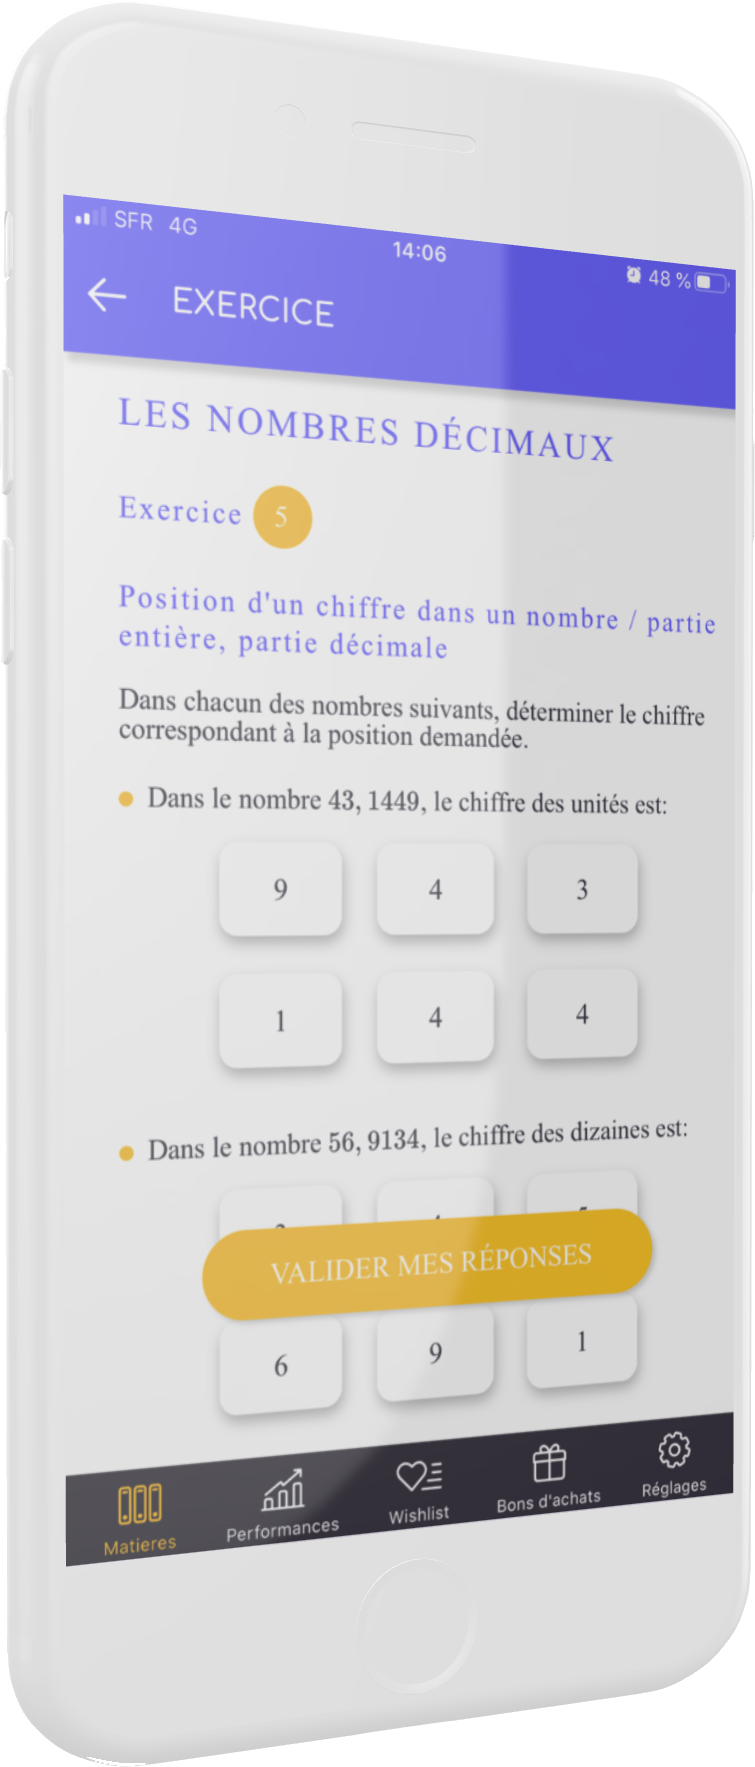 SFR 4G
14:06
48 %
EXERCICE
LES NOMBRES DÉCIMAUX
Exercice 5
Position d'un chiffre dans un nombre / partie
entière, partie décimale
Dans chacun des nombres suivants, déterminer le chiffre
correspondant à la position demandée.
Dans le nombre 43, 1449, le chiffre des unités est:
9 4 3
1 4 4
Dans le nombre 56, 9134, le chiffre des dizaines est:
VALIDER MES RÉPONSES
6 9 1
Matieres Performances Wishlist Bons d'achats Réglages